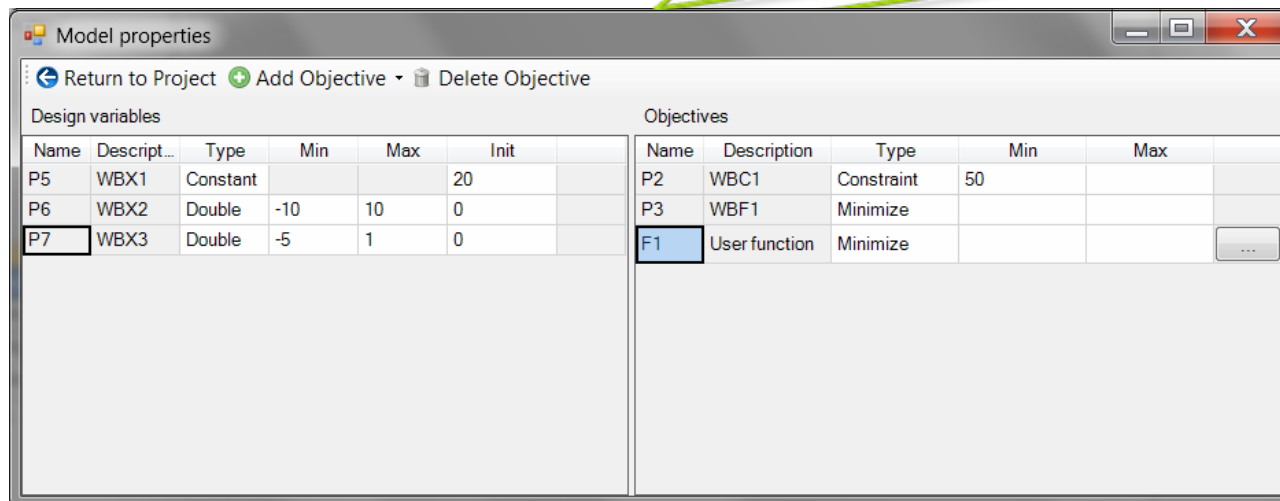 Model properties
Return to Project Add Objective Delete Objective
Design variables
Name Descript... Type Min Max Init
P5 WBX1 Constant 20
P6 WBX2 Double -10 10 0
P7 WBX3 Double -5 1 0
Objectives
Name Description Type Min Max
P2 WBC1 Constraint 50
P3 WBF1 Minimize
F1 User function Minimize ...